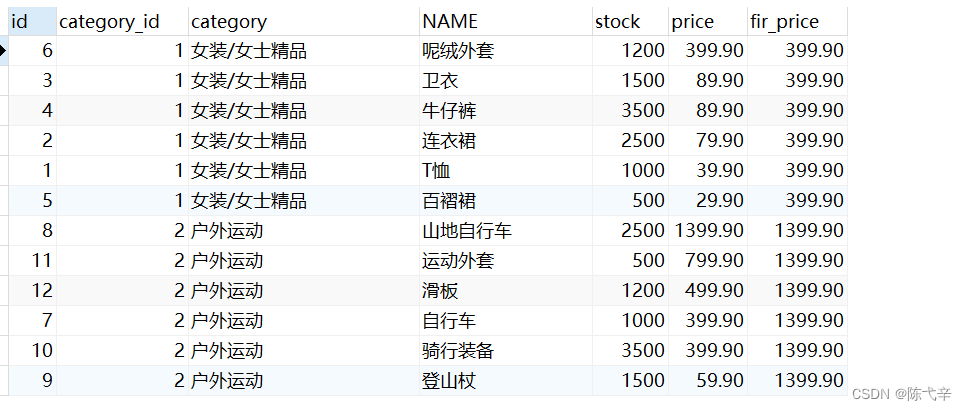 id category_id category NAME stock price fir_price
6 1 女装/女士精品 呢绒外套 1200 399.90 399.90
3 1 女装/女士精品 卫衣 1500 89.90 399.90
4 1 女装/女士精品 牛仔裤 3500 89.90 399.90
2 1 女装/女士精品 连衣裙 2500 79.90 399.90
1 1 女装/女士精品 T恤 1000 39.90 399.90
5 1 女装/女士精品 百褶裙 500 29.90 399.90
8 2 户外运动 山地自行车 2500 1399.90 1399.90
11 2 户外运动 运动外套 500 799.90 1399.90
12 2 户外运动 滑板 1200 499.90 1399.90
7 2 户外运动 自行车 1000 399.90 1399.90
10 2 户外运动 骑行装备 3500 399.90 1399.90
9 2 户外运动 登山杖 1500 59.90 1399.90
CSDN @陈弋辛